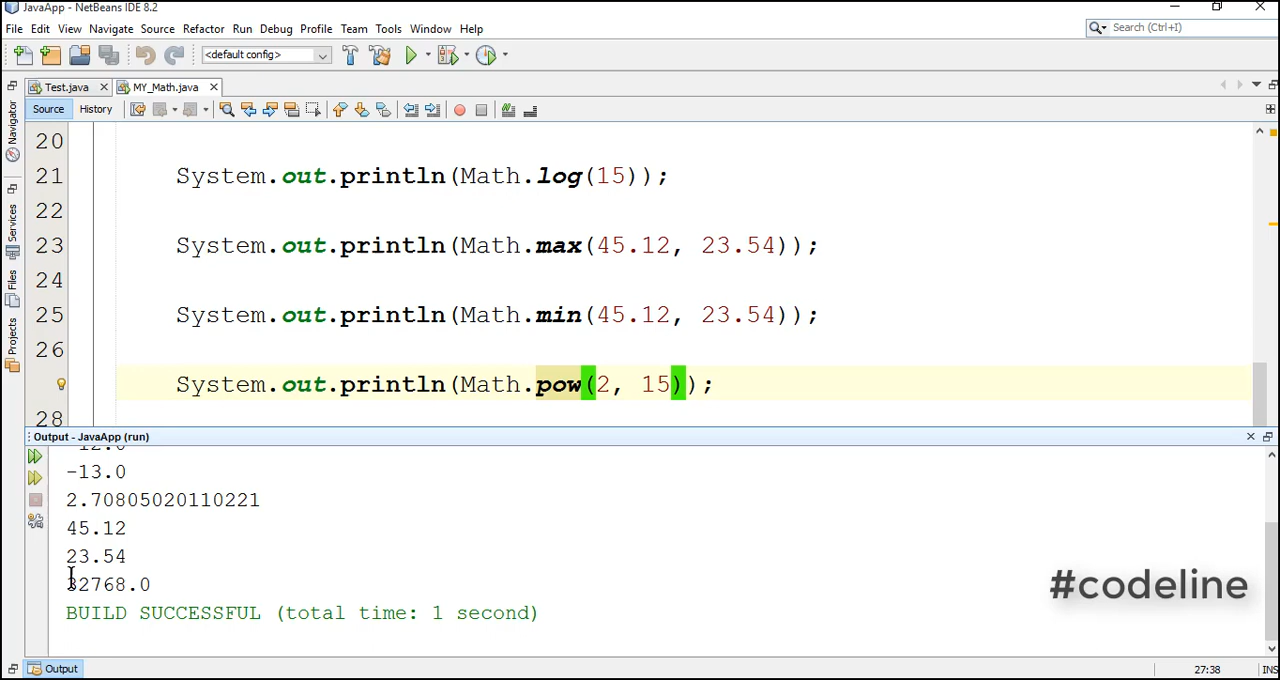 JavaApp - NetBeans IDE 8.2
File Edit View Navigate Source Refactor Run Debug Profile Team Tools Window Help
Search (Ctrl+I)
<default config>
Test.java MY_Math.java
Source History
Navigator
Services
Files
Projects
20
21 System.out.println(Math.log(15));
22
23 System.out.println(Math.max(45.12, 23.54));
24
25 System.out.println(Math.min(45.12, 23.54));
26
System.out.println(Math.pow(2, 15));
28
Output - JavaApp (run)
-12.0
-13.0
2.70805020110221
45.12
23.54
32768.0
BUILD SUCCESSFUL (total time: 1 second)
#codeline
Output
27:38 INS